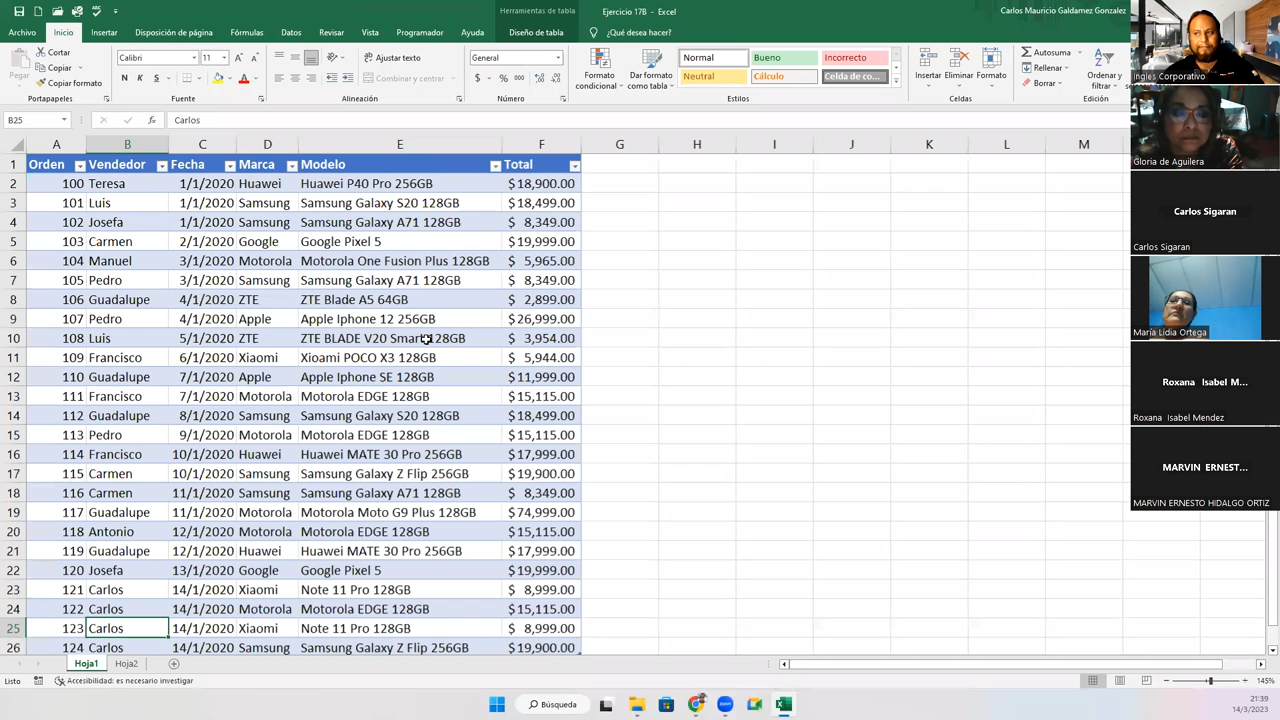 Herramientas de tabla
Ejercicio 17B - Excel
Carlos Mauricio Galdamez Gonzalez
Archivo Inicio Insertar Disposición de página Fórmulas Datos Revisar Vista Programador Ayuda Diseño de tabla ¿Qué desea hacer?
Cortar
Copiar
Copiar formato
Portapapeles
Calibri 11
N K S
Fuente
Ajustar texto
Combinar y centrar
Alineación
General
$ % 000
Número
Formato condicional
Dar formato como tabla
Normal Bueno Incorrecto
Neutral Cálculo Celda de co...
Estilos
Insertar Eliminar Formato
Celdas
Autosuma
Rellenar
Borrar
Ordenar y filtrar
Edición
B25 fx Carlos
A B C D E F G H I J K L M
1 Orden Vendedor Fecha Marca Modelo Total
2 100 Teresa 1/1/2020 Huawei Huawei P40 Pro 256GB $ 18,900.00
3 101 Luis 1/1/2020 Samsung Samsung Galaxy S20 128GB $ 18,499.00
4 102 Josefa 1/1/2020 Samsung Samsung Galaxy A71 128GB $ 8,349.00
5 103 Carmen 2/1/2020 Google Google Pixel 5 $ 19,999.00
6 104 Manuel 3/1/2020 Motorola Motorola One Fusion Plus 128GB $ 5,965.00
7 105 Pedro 3/1/2020 Samsung Samsung Galaxy A71 128GB $ 8,349.00
8 106 Guadalupe 4/1/2020 ZTE ZTE Blade A5 64GB $ 2,899.00
9 107 Pedro 4/1/2020 Apple Apple Iphone 12 256GB $ 26,999.00
10 108 Luis 5/1/2020 ZTE ZTE BLADE V20 Smart 128GB $ 3,954.00
11 109 Francisco 6/1/2020 Xiaomi Xioami POCO X3 128GB $ 5,944.00
12 110 Guadalupe 7/1/2020 Apple Apple Iphone SE 128GB $ 11,999.00
13 111 Francisco 7/1/2020 Motorola Motorola EDGE 128GB $ 15,115.00
14 112 Guadalupe 8/1/2020 Samsung Samsung Galaxy S20 128GB $ 18,499.00
15 113 Pedro 9/1/2020 Motorola Motorola EDGE 128GB $ 15,115.00
16 114 Francisco 10/1/2020 Huawei Huawei MATE 30 Pro 256GB $ 17,999.00
17 115 Carmen 10/1/2020 Samsung Samsung Galaxy Z Flip 256GB $ 19,900.00
18 116 Carmen 11/1/2020 Samsung Samsung Galaxy A71 128GB $ 8,349.00
19 117 Guadalupe 11/1/2020 Motorola Motorola Moto G9 Plus 128GB $ 74,999.00
20 118 Antonio 12/1/2020 Motorola Motorola EDGE 128GB $ 15,115.00
21 119 Guadalupe 12/1/2020 Huawei Huawei MATE 30 Pro 256GB $ 17,999.00
22 120 Josefa 13/1/2020 Google Google Pixel 5 $ 19,999.00
23 121 Carlos 14/1/2020 Xiaomi Note 11 Pro 128GB $ 8,999.00
24 122 Carlos 14/1/2020 Motorola Motorola EDGE 128GB $ 15,115.00
25 123 Carlos 14/1/2020 Xiaomi Note 11 Pro 128GB $ 8,999.00
26 124 Carlos 14/1/2020 Samsung Samsung Galaxy Z Flip 256GB $ 19,900.00
Hoja1 Hoja2
Listo Accesibilidad: es necesario investigar
145%
Búsqueda
21:39
14/3/2023
Ingles Corporativo
Gloria de Aguilera
Carlos Sigaran
Carlos Sigaran
María Lidia Ortega
Roxana Isabel M...
Roxana Isabel Mendez
MARVIN ERNEST...
MARVIN ERNESTO HIDALGO ORTIZ